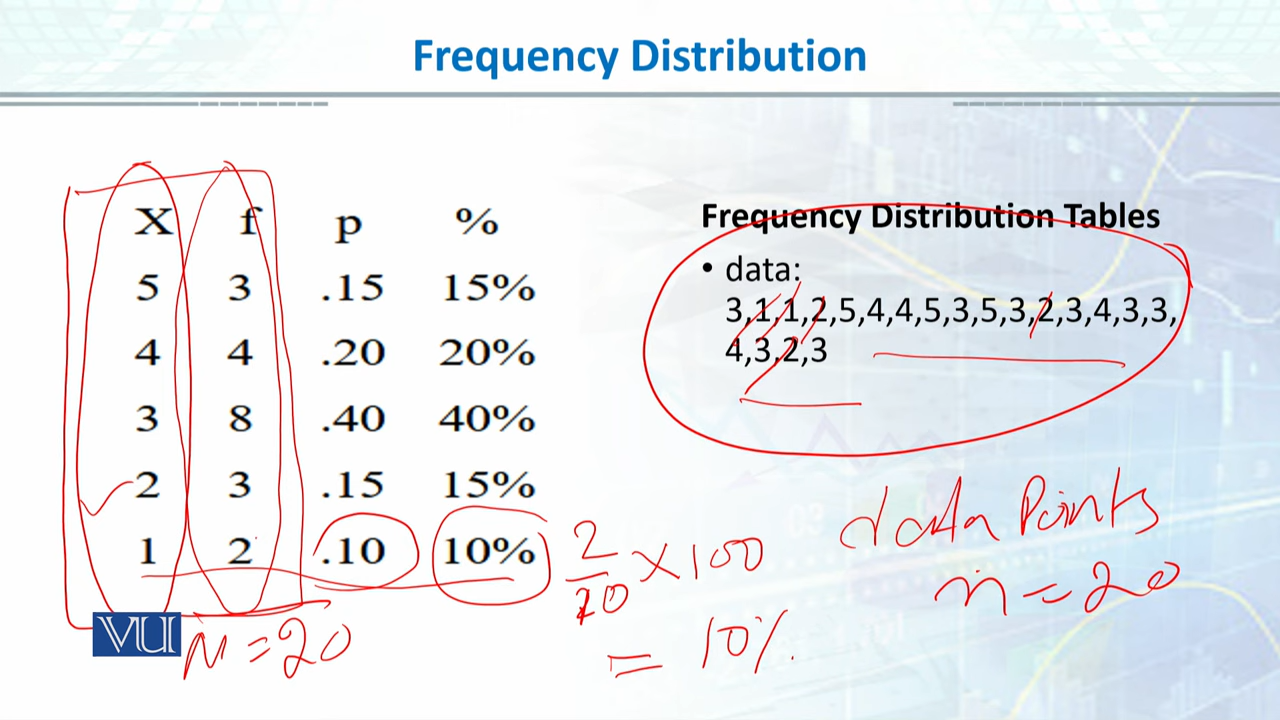 Frequency Distribution
X f p %
5 3 .15 15%
4 4 .20 20%
3 8 .40 40%
2 3 .15 15%
1 2 .10 10%
VU
n=20
Frequency Distribution Tables
• data:
3,1,1,2,5,4,4,5,3,5,3,2,3,4,3,3,
4,3,2,3
data Points
n=20
2/20 ×100
= 10%